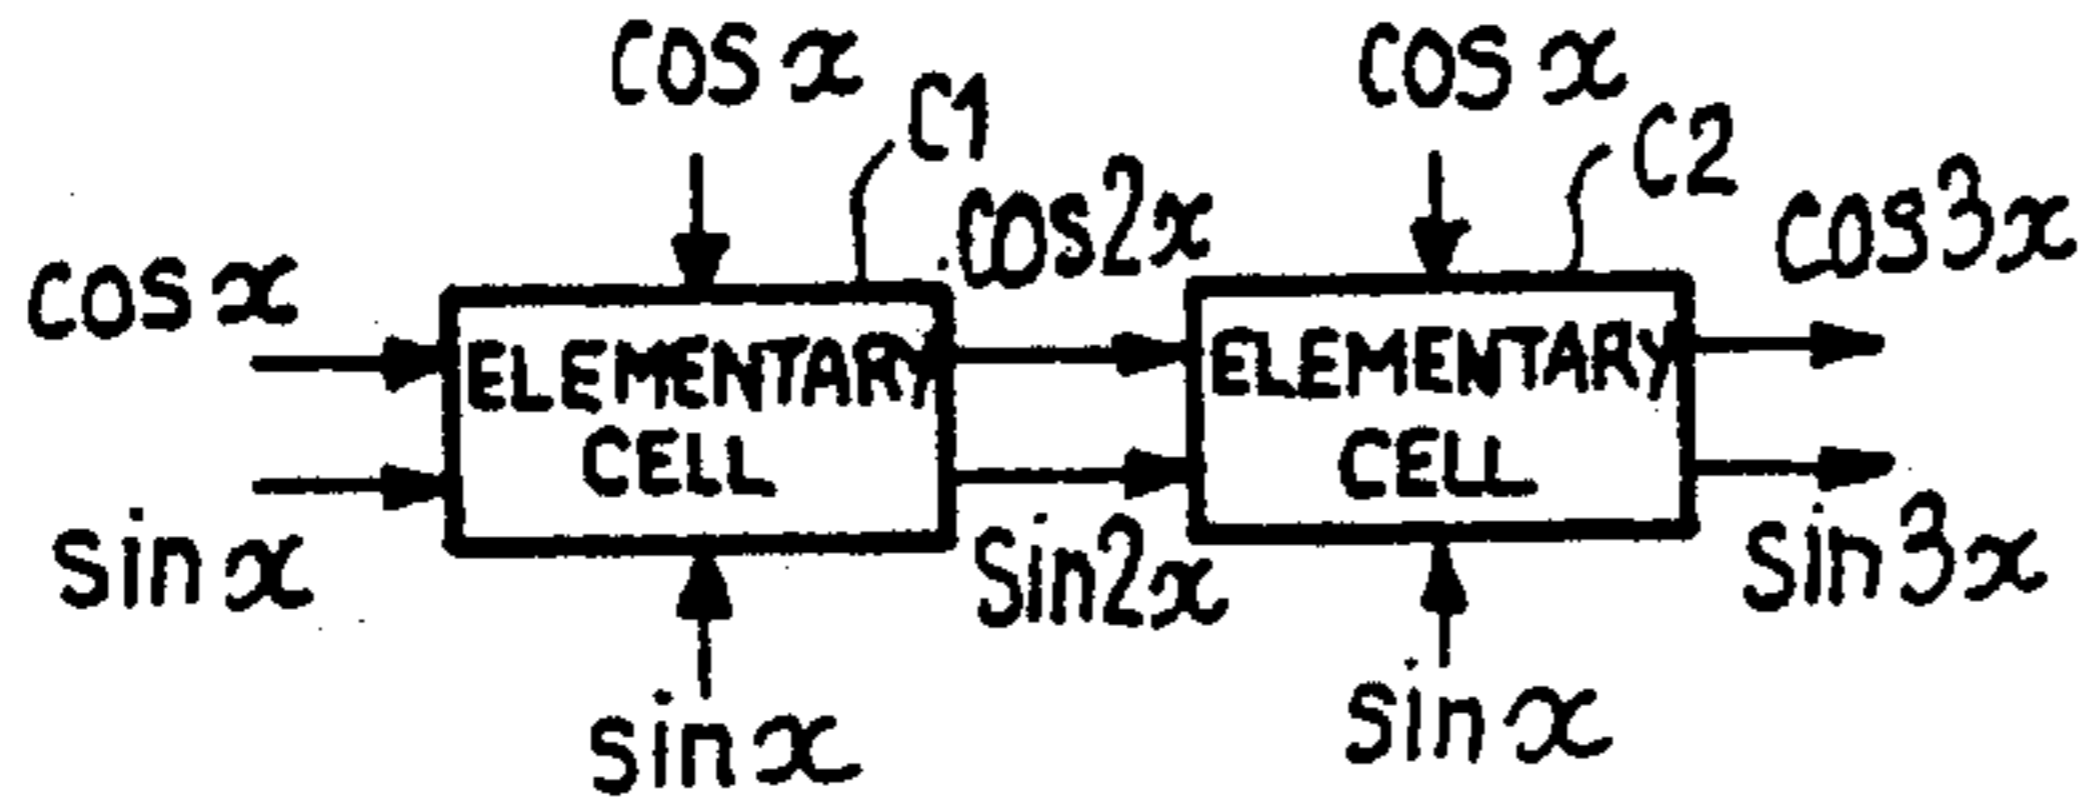 cos x
cos x
C1
C2
cos2x
cos3x
cos x
ELEMENTARY
CELL
ELEMENTARY
CELL
sin x
sin2x
sin3x
sin x
sin x